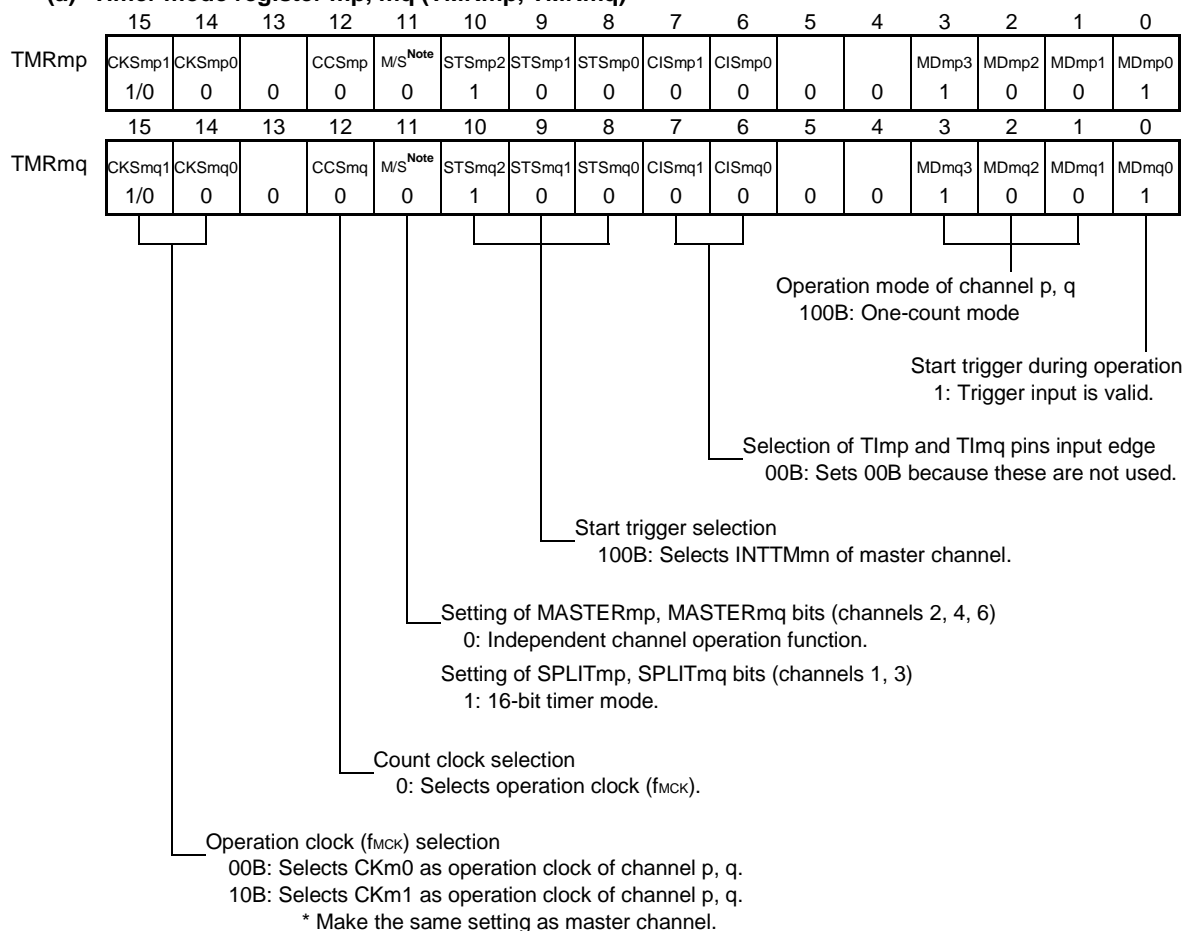 (a) Timer mode register mp, mq (TMRmp, TMRmq)
15 14 13 12 11 10 9 8 7 6 5 4 3 2 1 0
TMRmp CKSmp1 CKSmp0 CCSmp M/S Note STSmp2 STSmp1 STSmp0 CISmp1 CISmp0 MDmp3 MDmp2 MDmp1 MDmp0
1/0 0 0 0 0 1 0 0 0 0 0 0 1 0 0 1
15 14 13 12 11 10 9 8 7 6 5 4 3 2 1 0
TMRmq CKSmq1 CKSmq0 CCSmq M/S Note STSmq2 STSmq1 STSmq0 CISmq1 CISmq0 MDmq3 MDmq2 MDmq1 MDmq0
1/0 0 0 0 0 1 0 0 0 0 0 0 1 0 0 1
Operation mode of channel p, q
100B: One-count mode
Start trigger during operation
1: Trigger input is valid.
Selection of TImp and TImq pins input edge
00B: Sets 00B because these are not used.
Start trigger selection
100B: Selects INTTMmn of master channel.
Setting of MASTERmp, MASTERmq bits (channels 2, 4, 6)
0: Independent channel operation function.
Setting of SPLITmp, SPLITmq bits (channels 1, 3)
1: 16-bit timer mode.
Count clock selection
0: Selects operation clock (fMCK).
Operation clock (fMCK) selection
00B: Selects CKm0 as operation clock of channel p, q.
10B: Selects CKm1 as operation clock of channel p, q.
* Make the same setting as master channel.